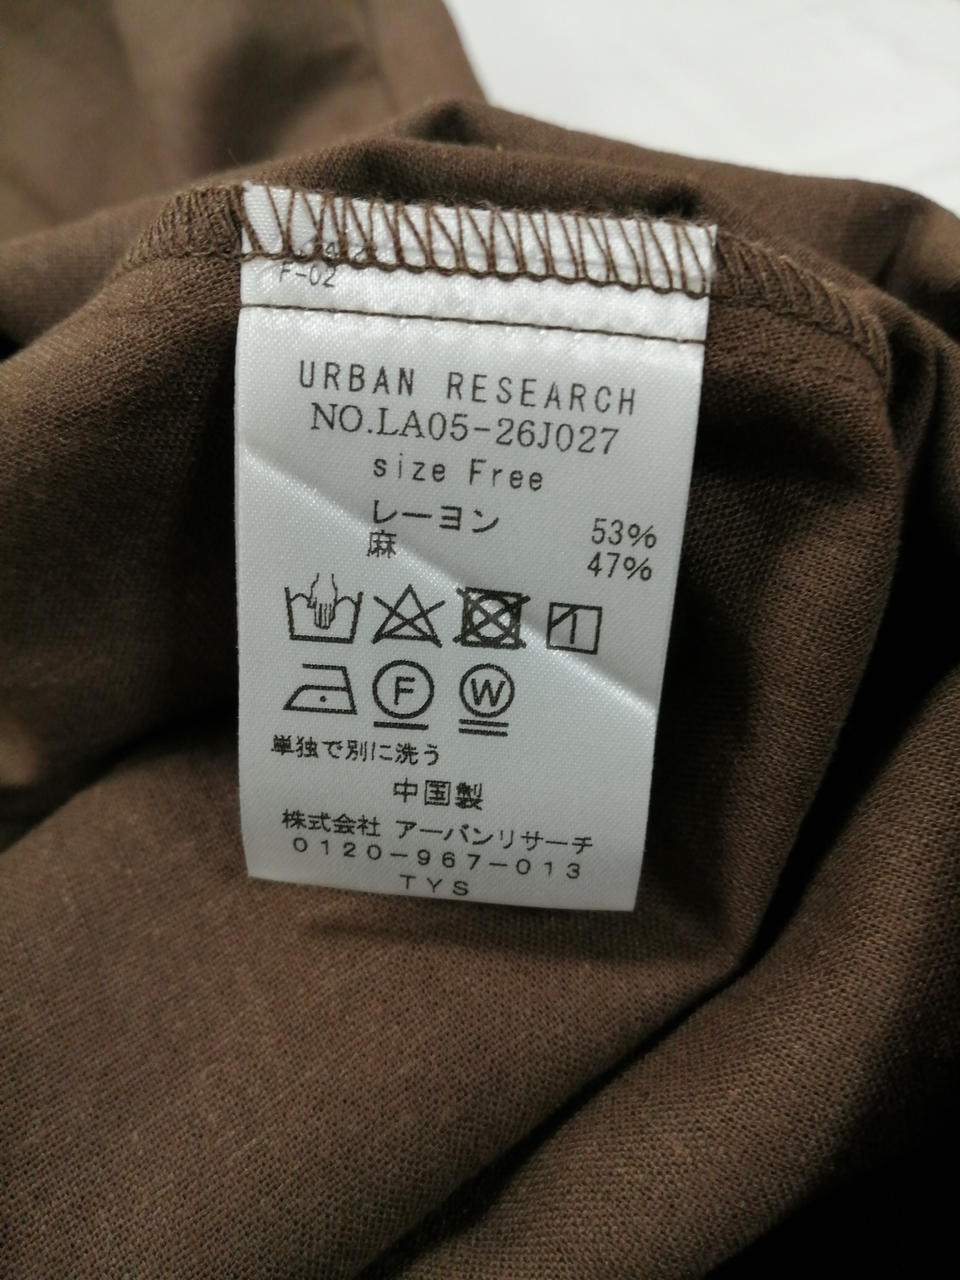 F-02
URBAN RESEARCH
NO.LA05-26J027
size Free
レーヨン 53%
麻 47%
F W
単独で別に洗う
中国製
株式会社 アーバンリサーチ
0120-967-013
TYS